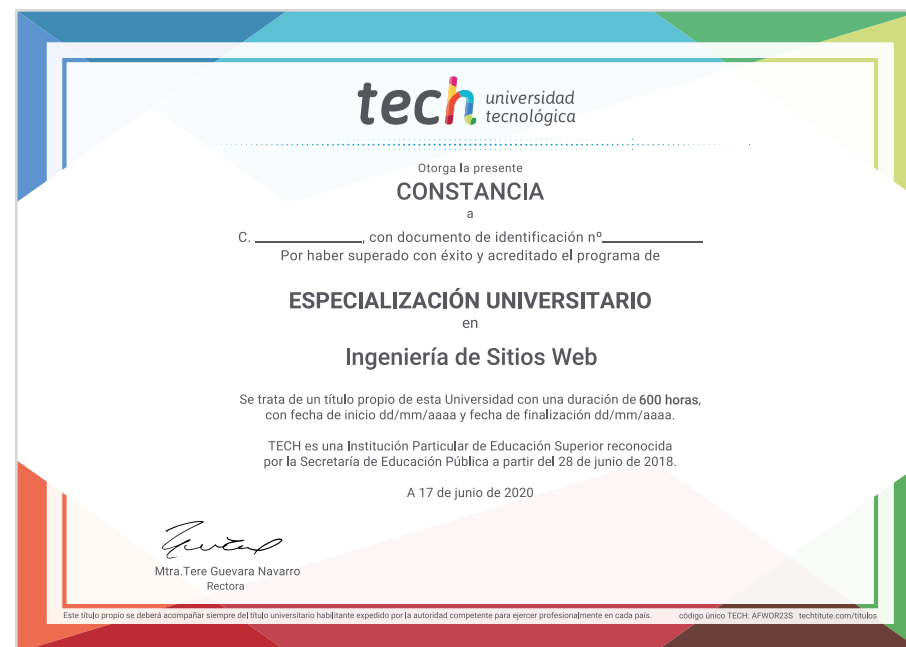 tech universidad
tecnológica
Otorga la presente
CONSTANCIA
a
C. ____________, con documento de identificación nº____________
Por haber superado con éxito y acreditado el programa de
ESPECIALIZACIÓN UNIVERSITARIO
en
Ingeniería de Sitios Web
Se trata de un título propio de esta Universidad con una duración de 600 horas,
con fecha de inicio dd/mm/aaaa y fecha de finalización dd/mm/aaaa.
TECH es una Institución Particular de Educación Superior reconocida
por la Secretaría de Educación Pública a partir del 28 de junio de 2018.
A 17 de junio de 2020
Mtra.Tere Guevara Navarro
Rectora
Este título propio se deberá acompañar siempre del título universitario habilitante expedido por la autoridad competente para ejercer profesionalmente en cada país. código único TECH: AFWOR23S techtitute.com/titulos